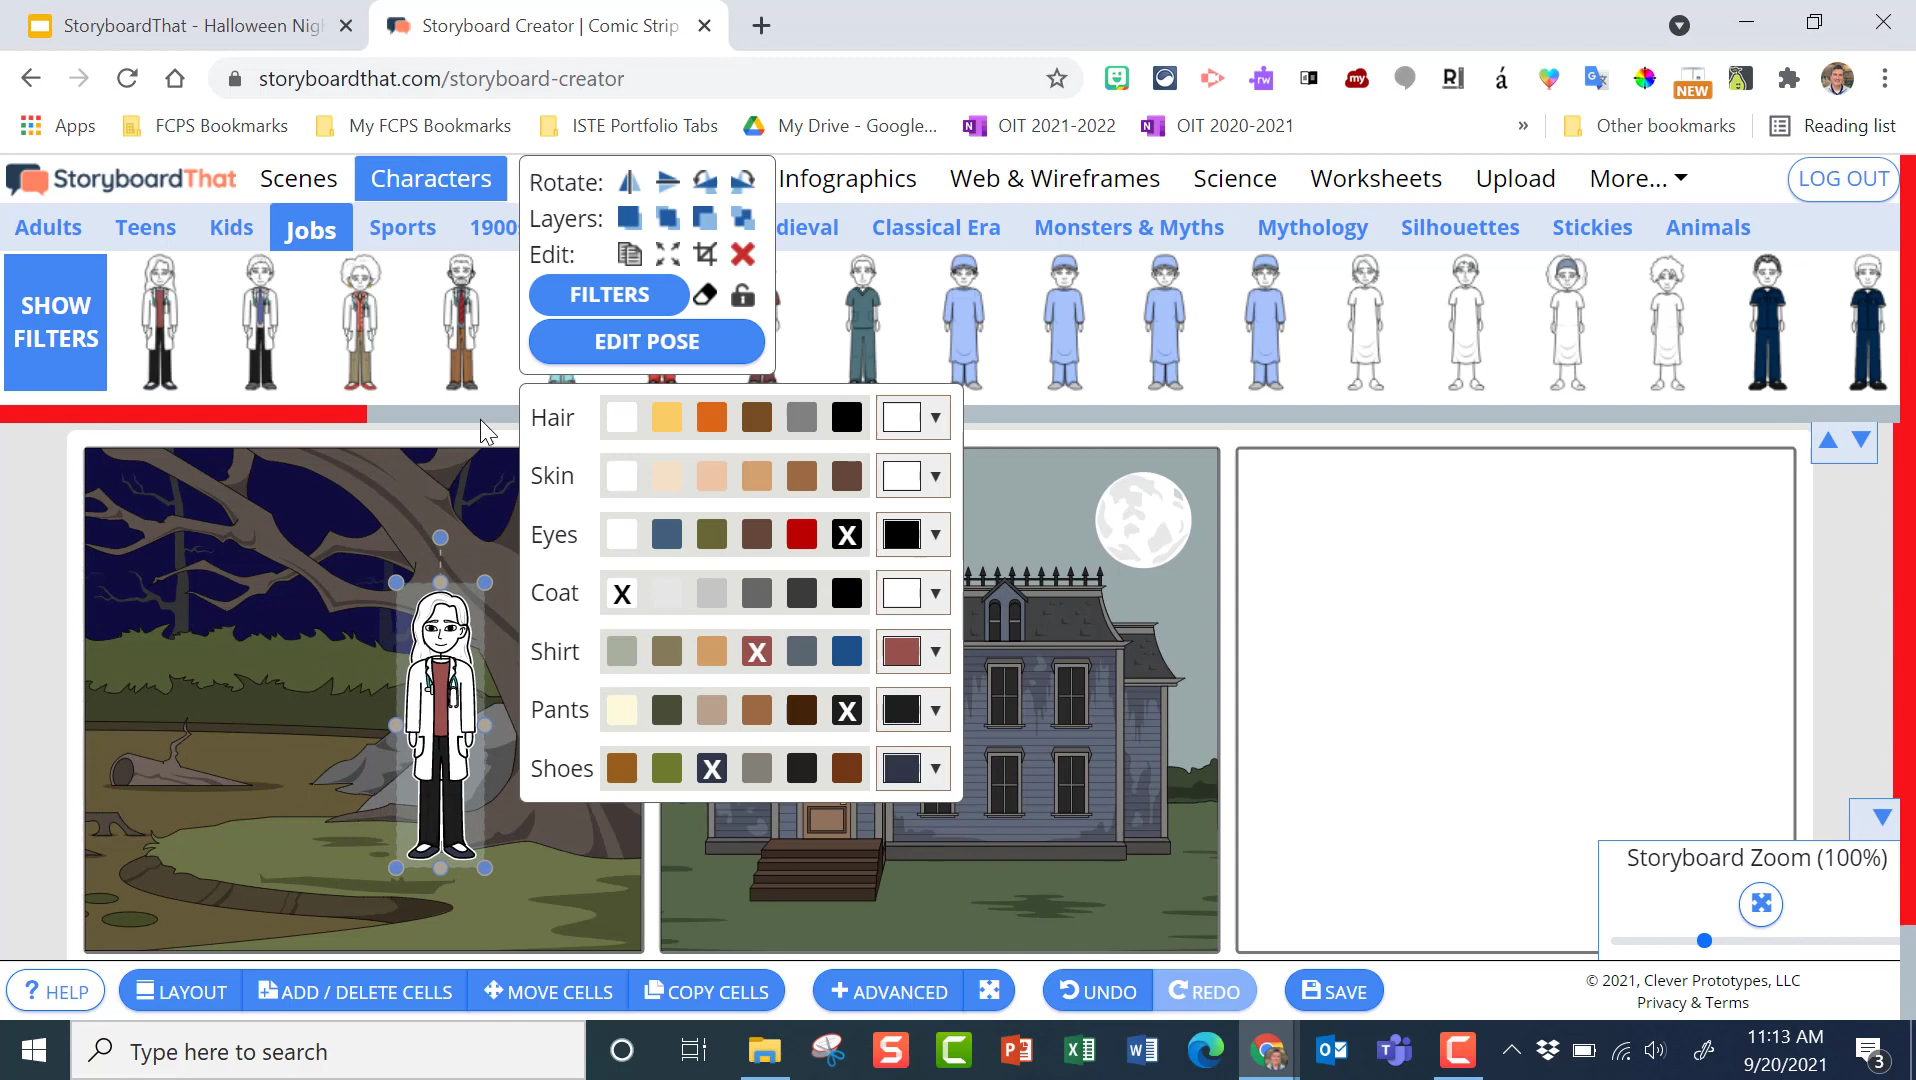 StoryboardThat - Halloween Nigh
Storyboard Creator | Comic Strip
storyboardthat.com/storyboard-creator
rw
my
R
á
NEW
Apps
FCPS Bookmarks
My FCPS Bookmarks
ISTE Portfolio Tabs
My Drive - Google...
OIT 2021-2022
OIT 2020-2021
»
Other bookmarks
Reading list
StoryboardThat
Scenes
Characters
Infographics
Web & Wireframes
Science
Worksheets
Upload
More...
LOG OUT
Adults
Teens
Kids
Jobs
Sports
1900
dieval
Classical Era
Monsters & Myths
Mythology
Silhouettes
Stickies
Animals
SHOW
FILTERS
Rotate:
Layers:
Edit:
FILTERS
EDIT POSE
Hair
Skin
Eyes
X
Coat
X
Shirt
X
Pants
X
Shoes
X
Storyboard Zoom (100%)
? HELP
LAYOUT
ADD / DELETE CELLS
MOVE CELLS
COPY CELLS
+ ADVANCED
UNDO
REDO
SAVE
© 2021, Clever Prototypes, LLC
Privacy & Terms
Type here to search
11:13 AM
9/20/2021
3